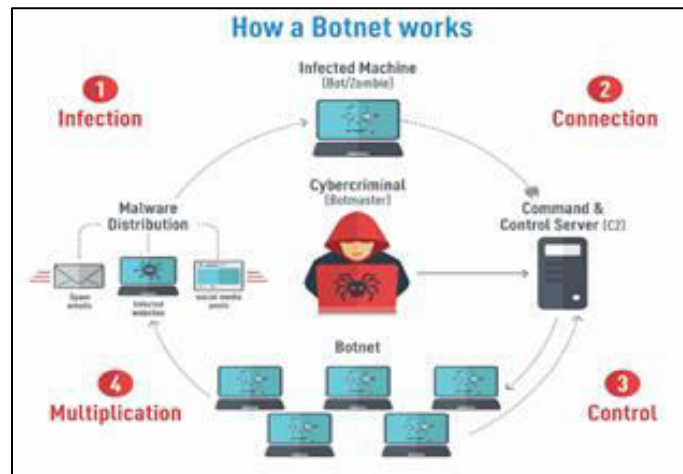 How a Botnet works
1
Infection
Infected Machine
(Bot/Zombie)
2
Connection
Malware
Distribution
Spam
emails
Infected
websites
social media
posts
Cybercriminal
(Botmaster)
Command &
Control Server (C2)
Botnet
4
Multiplication
3
Control